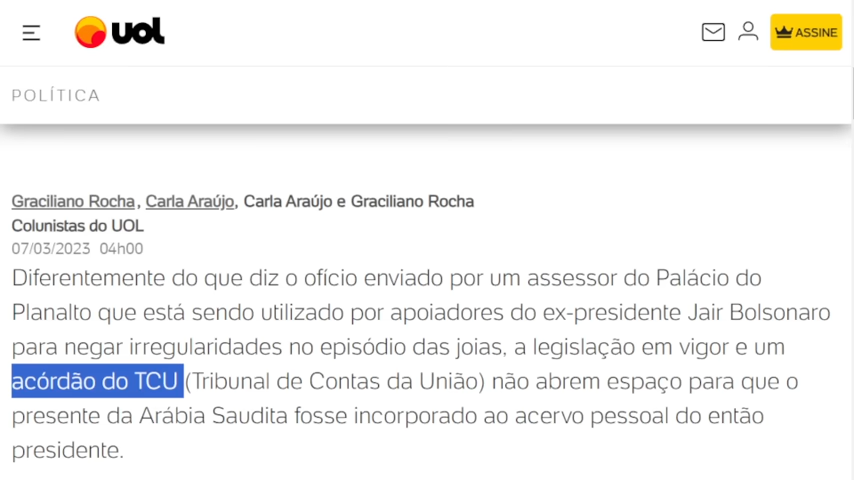 uol
ASSINE
POLÍTICA
Graciliano Rocha, Carla Araújo, Carla Araújo e Graciliano Rocha
Colunistas do UOL
07/03/2023 04h00
Diferentemente do que diz o ofício enviado por um assessor do Palácio do
Planalto que está sendo utilizado por apoiadores do ex-presidente Jair Bolsonaro
para negar irregularidades no episódio das joias, a legislação em vigor e um
acórdão do TCU (Tribunal de Contas da União) não abrem espaço para que o
presente da Arábia Saudita fosse incorporado ao acervo pessoal do então
presidente.